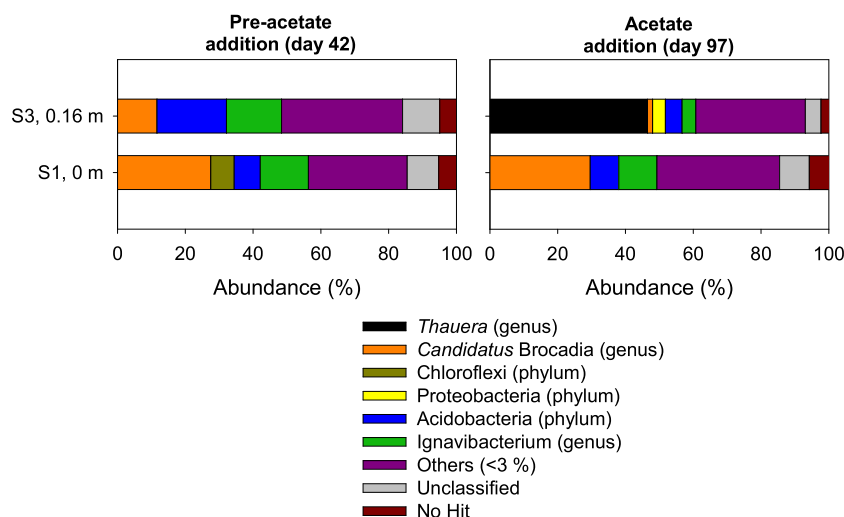 Pre-acetate
addition (day 42)
Acetate
addition (day 97)
S3, 0.16 m
S1, 0 m
0 20 40 60 80 100
0 20 40 60 80 100
Abundance (%)
Abundance (%)
Thauera (genus)
Candidatus Brocadia (genus)
Chloroflexi (phylum)
Proteobacteria (phylum)
Acidobacteria (phylum)
Ignavibacterium (genus)
Others (<3 %)
Unclassified
No Hit